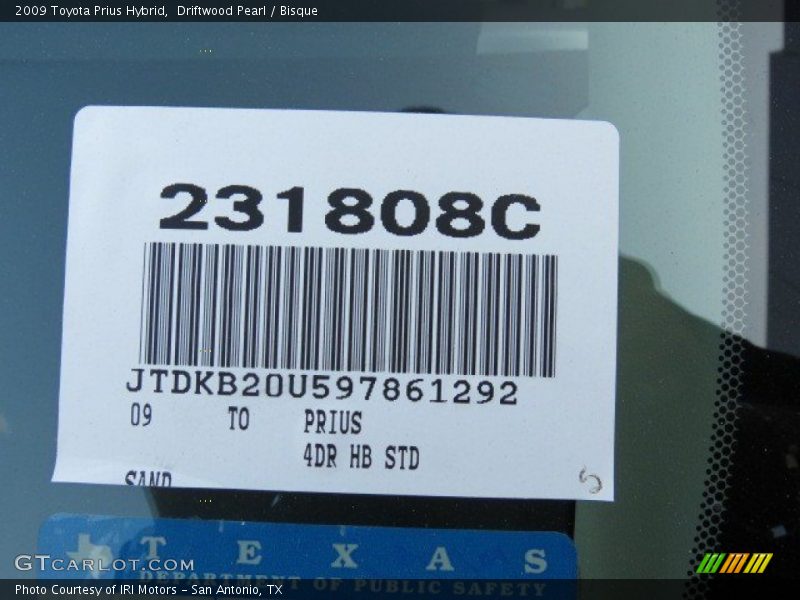 2009 Toyota Prius Hybrid,  Driftwood Pearl / Bisque
231808C
JTDKB20U597861292
09 TO PRIUS
4DR HB STD
SAND
5
TEXAS
DEPARTMENT OF PUBLIC SAFETY
GTCARLOT.COM
Photo Courtesy of IRI Motors – San Antonio, TX